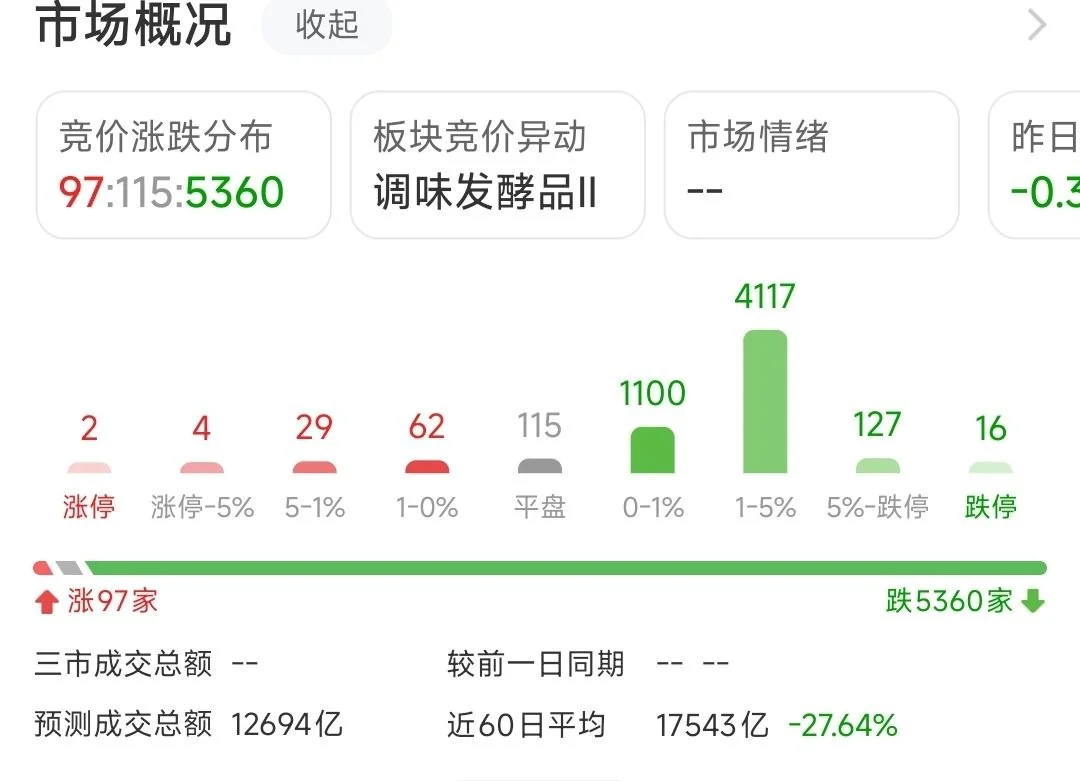 市场概况 收起
竞价涨跌分布 板块竞价异动 市场情绪 昨日
97:115:5360 调味发酵品II -- -0.3
4117
1100
2 4 29 62 115 127 16
涨停 涨停-5% 5-1% 1-0% 平盘 0-1% 1-5% 5%-跌停 跌停
涨97家 跌5360家
三市成交总额 -- 较前一日同期 -- --
预测成交总额 12694亿 近60日平均 17543亿 -27.64%